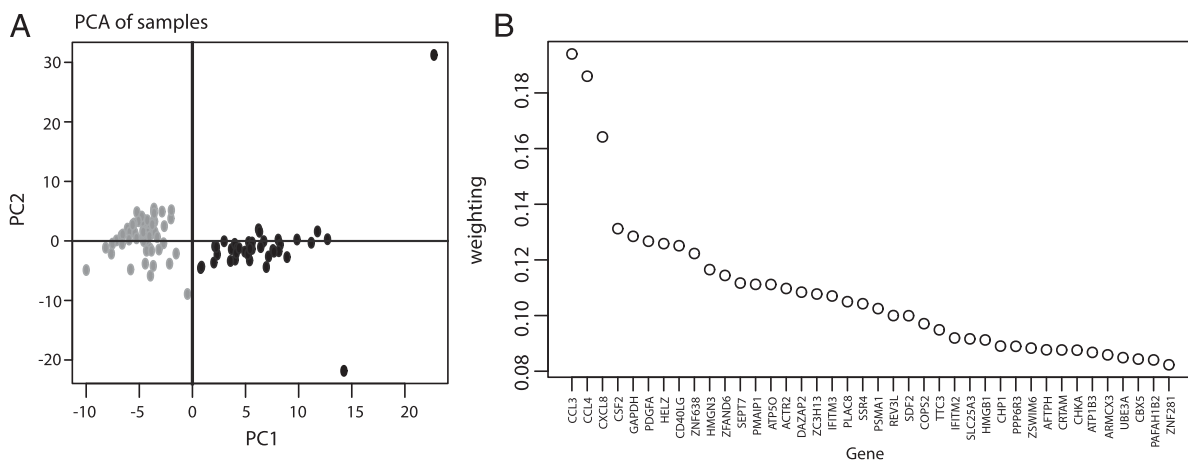 A
PCA of samples
30
20
10
0
-10
-20
PC2
-10 -5 0 5 10 15 20
PC1
B
0.18
0.16
0.14
0.12
0.10
0.08
weighting
CCL3
CCL4
CXCL8
CSF2
GAPDH
PDGFA
HELZ
CD40LG
ZNF638
HMGN3
ZFAND6
SEPT7
PMAIP1
ATP5O
ACTR2
DAZAP2
ZC3H13
IFITM3
PLAC8
SSR4
PSMA1
REV3L
SDF2
COPS2
TTC3
IFITM2
SLC25A3
HMGB1
CHP1
PPP6R3
ZSWIM6
AFTPH
CRTAM
CHKA
ATP1B3
ARMCX3
UBE3A
CBX5
PAFAH1B2
ZNF281
Gene